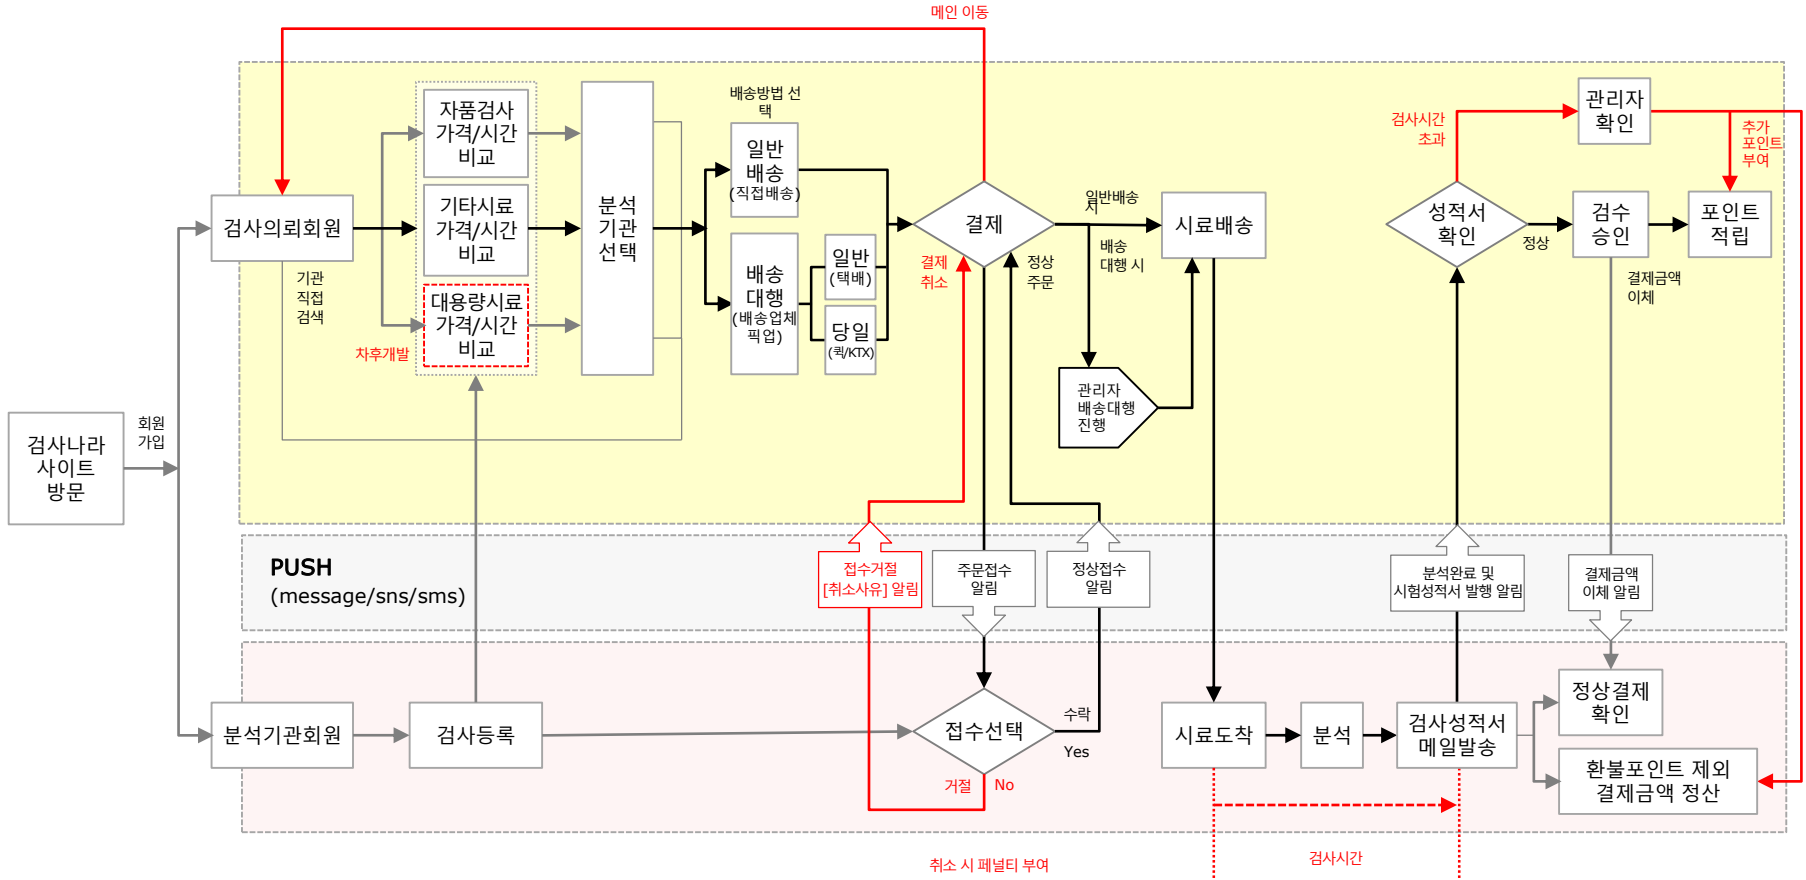 메인 이동
자품검사
가격/시간
비교
기타시료
가격/시간
비교
대용량시료
가격/시간
비교
차후개발
검사의뢰회원
기관
직접
검색
분석
기관
선택
배송방법 선
택
일반
배송
(직접배송)
배송
대행
(배송업체
픽업)
일반
(택배)
당일
(퀵/KTX)
결제
결제
취소
정상
주문
일반배송
시
배송
대행 시
시료배송
관리자
배송대행
진행
검사시간
초과
관리자
확인
추가
포인트
부여
성적서
확인
정상
검수
승인
포인트
적립
결제금액
이체
검사나라
사이트
방문
회원
가입
PUSH
(message/sns/sms)
접수거절
[취소사유] 알림
주문접수
알림
정상접수
알림
분석완료 및
시험성적서 발행 알림
결제금액
이체 알림
분석기관회원
검사등록
접수선택
수락
Yes
거절 No
시료도착
분석
검사성적서
메일발송
정상결제
확인
환불포인트 제외
결제금액 정산
취소 시 페널티 부여
검사시간